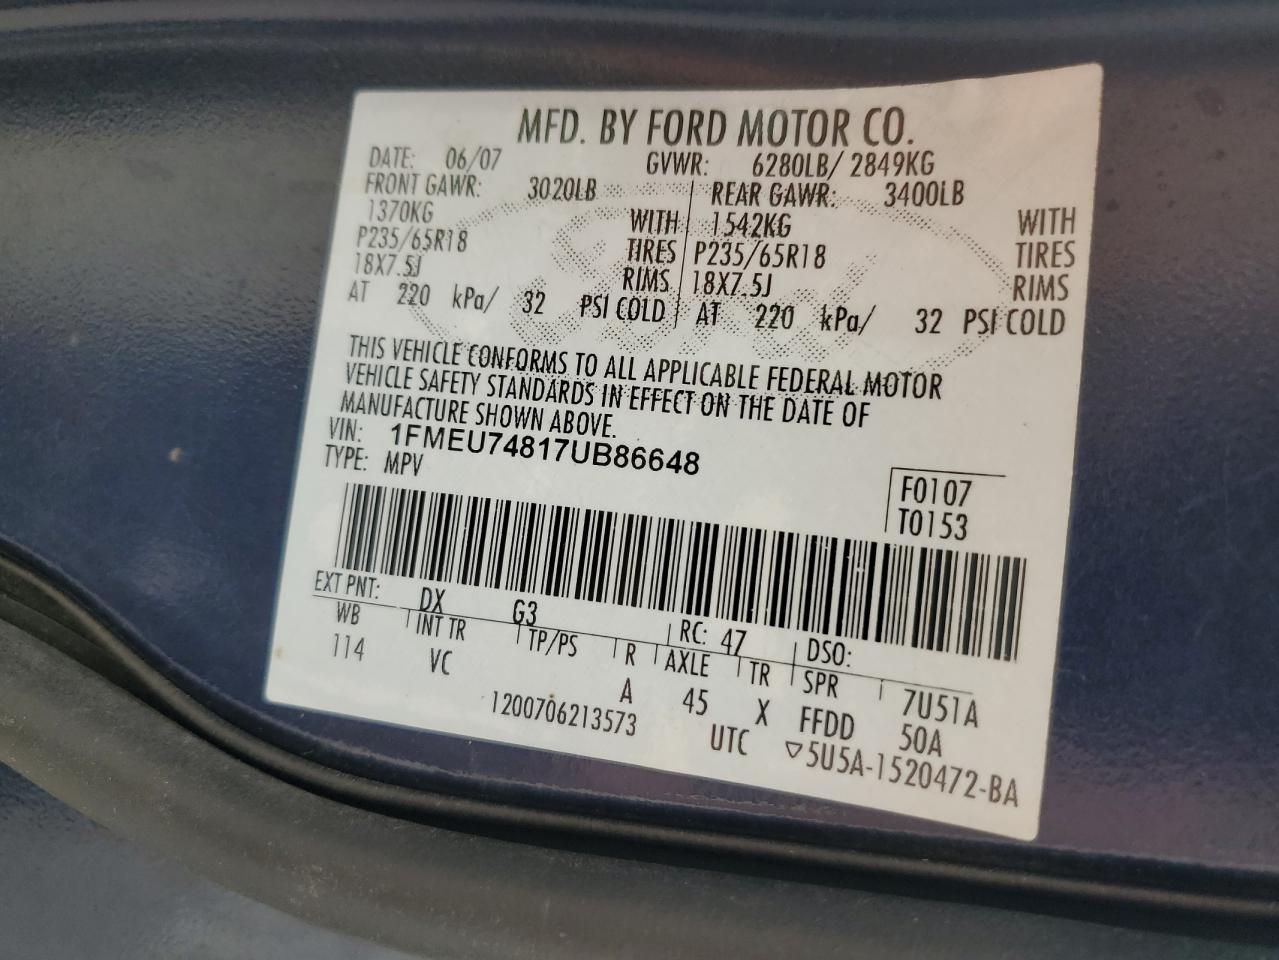 MFD. BY FORD MOTOR CO.
DATE: 06/07 GVWR: 6280LB/ 2849KG
FRONT GAWR: 3020LB REAR GAWR: 3400LB
1370KG WITH 1542KG WITH
P235/65R18 TIRES P235/65R18 TIRES
18X7.5J RIMS 18X7.5J RIMS
AT 220 kPa/ 32 PSI COLD AT 220 kPa/ 32 PSI COLD
THIS VEHICLE CONFORMS TO ALL APPLICABLE FEDERAL MOTOR
VEHICLE SAFETY STANDARDS IN EFFECT ON THE DATE OF
MANUFACTURE SHOWN ABOVE.
VIN: 1FMEU74817UB86648
TYPE: MPV
F0107
T0153
EXT PNT: DX G3 RC: 47 DSO:
WB INT TR TP/PS R AXLE TR SPR 7U51A
114 VC A 45 X FFDD 50A
1200706213573 UTC ▽5U5A-1520472-BA